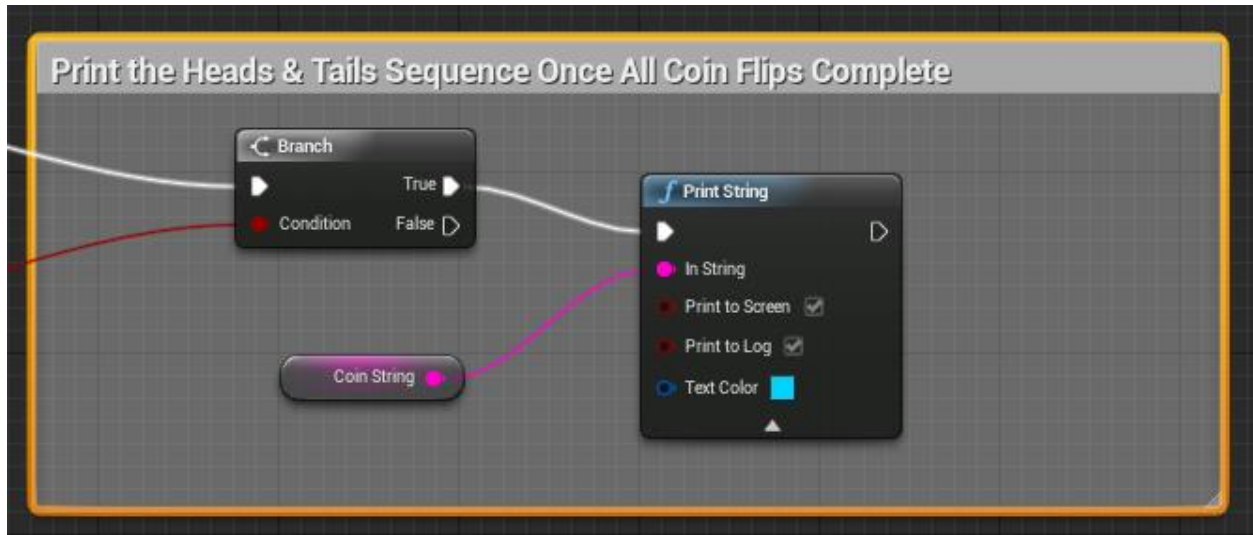 Print the Heads & Tails Sequence Once All Coin Flips Complete
Branch
True
Condition False
Coin String
Print String
In String
Print to Screen
Print to Log
Text Color